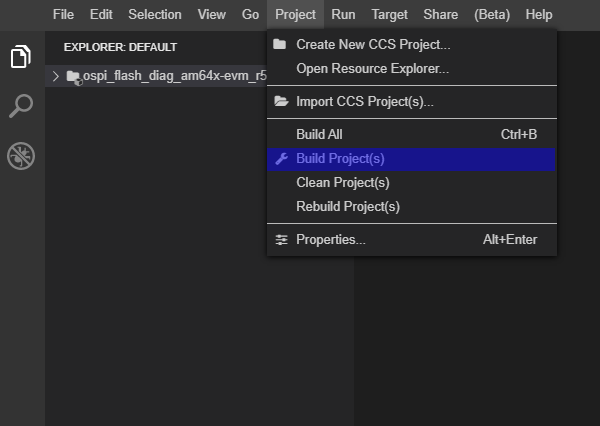 File Edit Selection View Go Project Run Target Share (Beta) Help
EXPLORER: DEFAULT
ospi_flash_diag_am64x-evm_r5
Create New CCS Project...
Open Resource Explorer...
Import CCS Project(s)...
Build All Ctrl+B
Build Project(s)
Clean Project(s)
Rebuild Project(s)
Properties... Alt+Enter